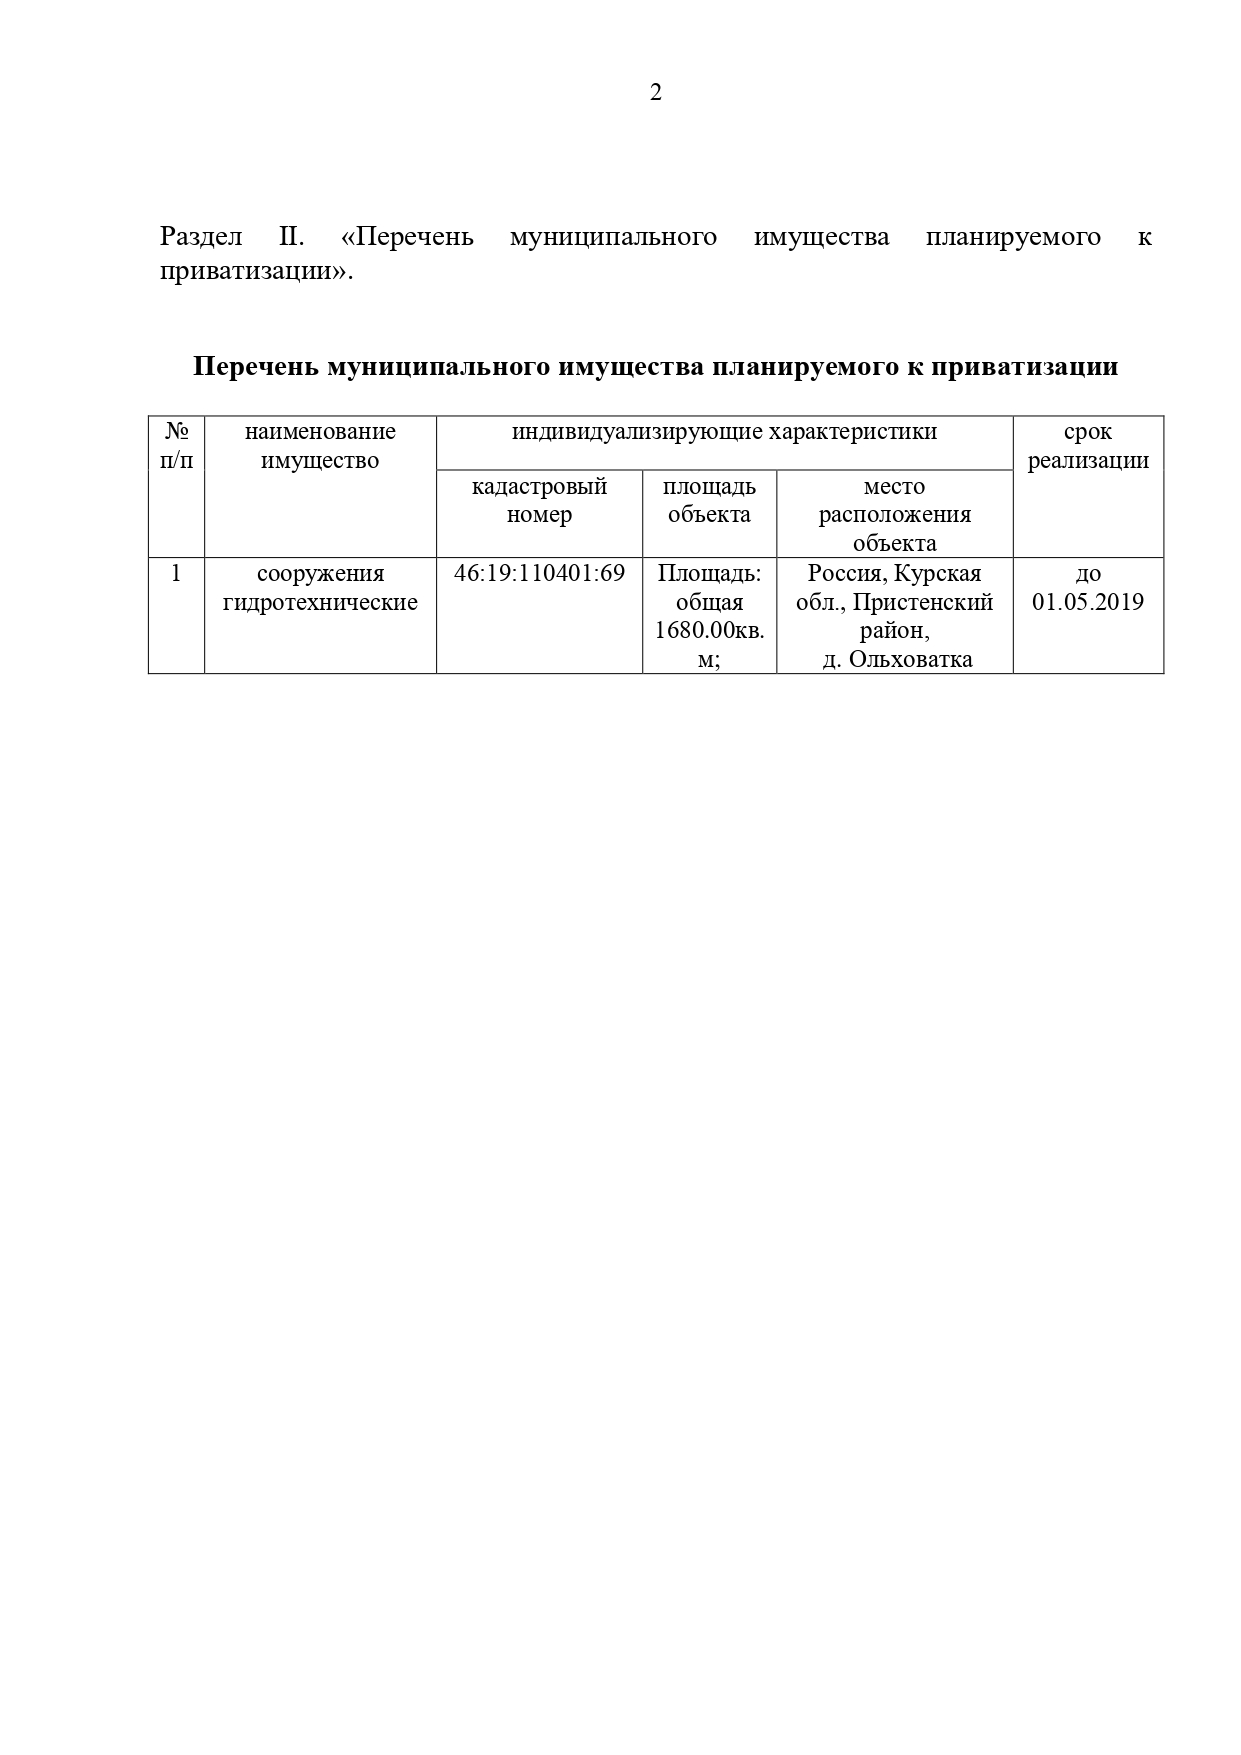 2
Раздел II. «Перечень муниципального имущества планируемого к
приватизации».
Перечень муниципального имущества планируемого к приватизации
№
п/п
наименование
имущество
индивидуализирующие характеристики
срок
реализации
кадастровый
номер
площадь
объекта
место
расположения
объекта
1
сооружения
гидротехнические
46:19:110401:69
Площадь:
общая
1680.00кв.
м;
Россия, Курская
обл., Пристенский
район,
д. Ольховатка
до
01.05.2019